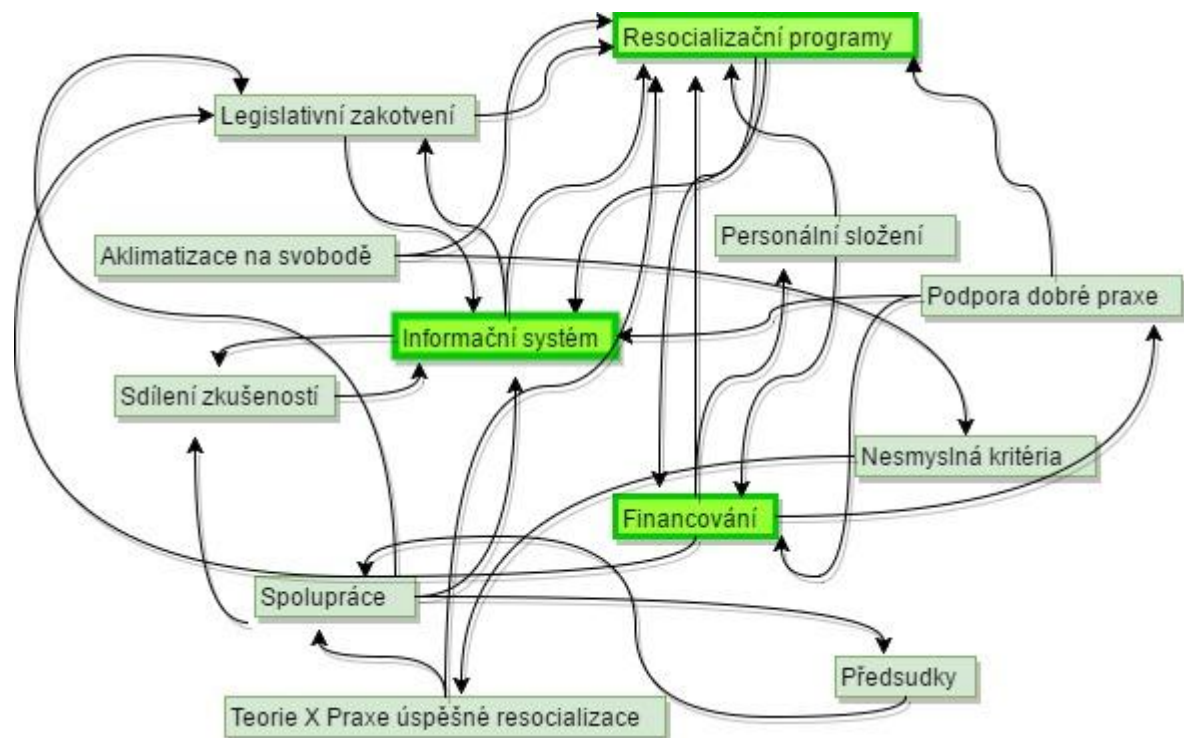 Resocializační programy
Legislativní zakotvení
Personální složení
Aklimatizace na svobodě
Podpora dobré praxe
Informační systém
Sdílení zkušeností
Nesmyslná kritéria
Financování
Spolupráce
Předsudky
Teorie X Praxe úspěšné resocializace